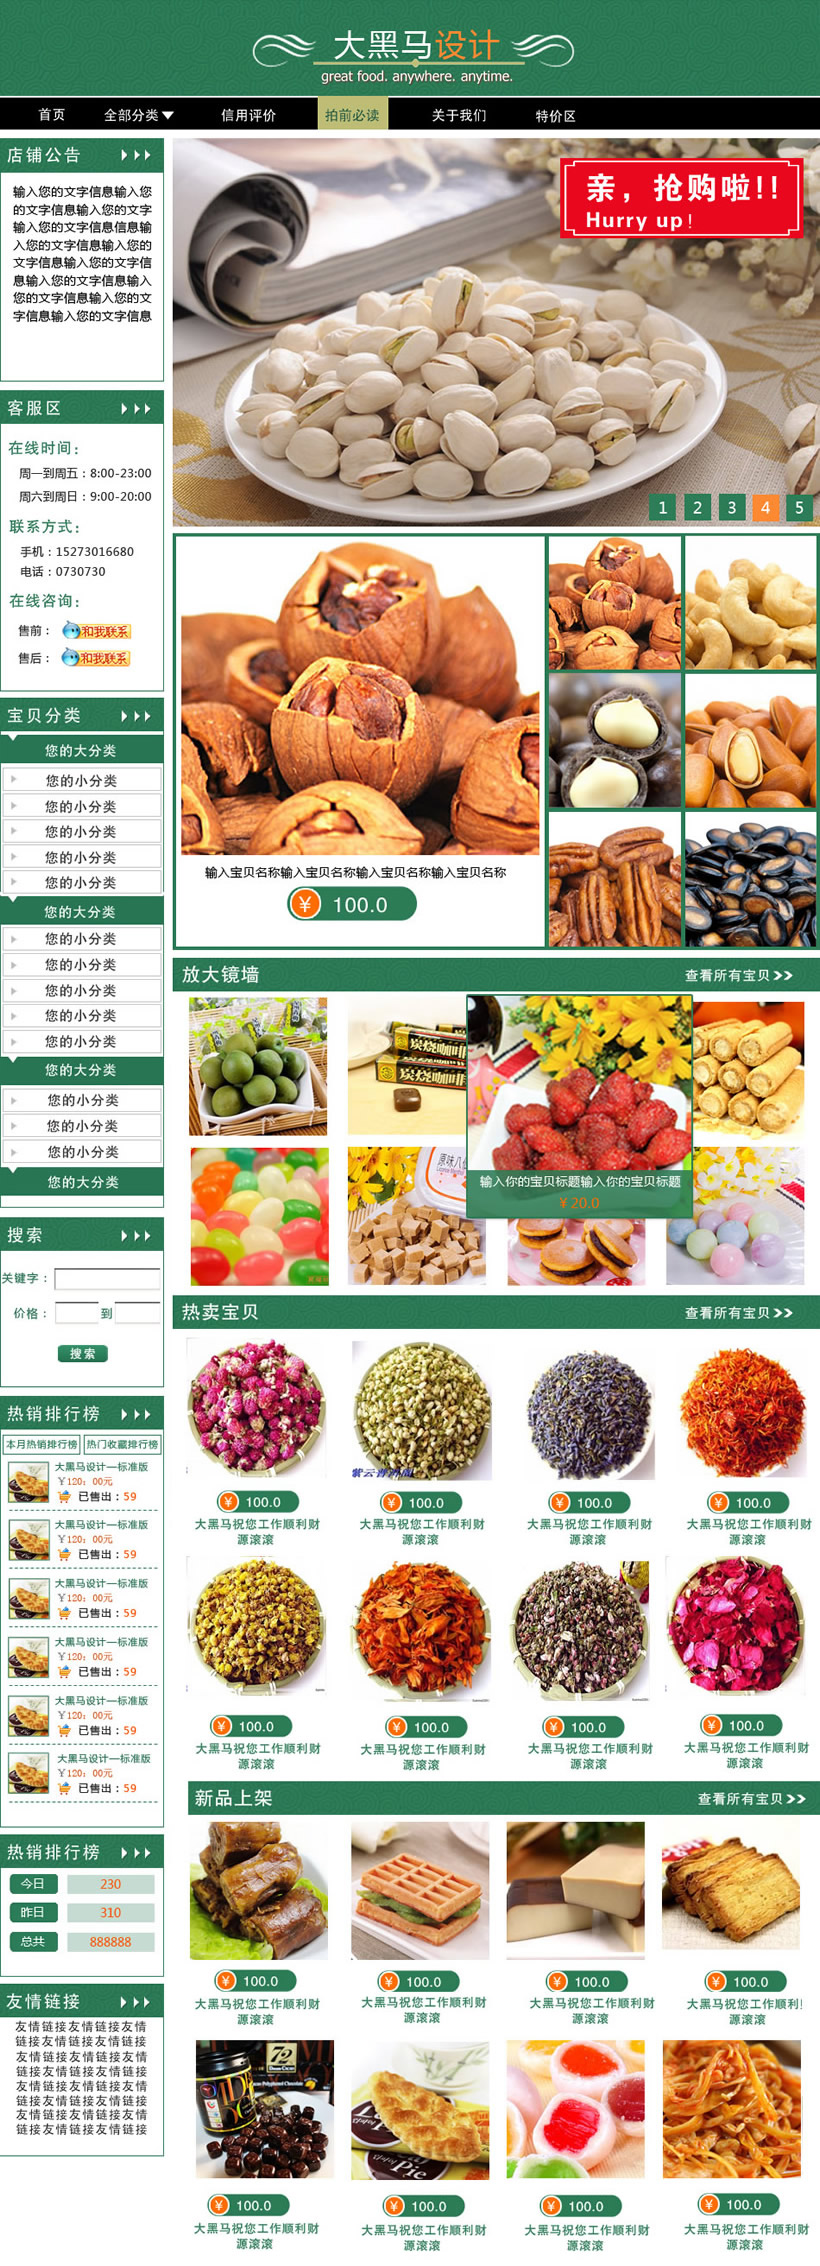 大黑马设计
great food. anywhere. anytime.
首页 全部分类 信用评价 拍前必读 关于我们 特价区
店铺公告
输入您的文字信息输入您
的文字信息输入您的文字
输入您的文字信息信息输
入您的文字信息输入您的
文字信息输入您的文字信
息输入您的文字信息输入
您的文字信息输入您的文
字信息输入您的文字信息
亲，抢购啦!!
Hurry up!
1 2 3 4 5
客服区
在线时间：
周一到周五：8:00-23:00
周六到周日：9:00-20:00
联系方式：
手机：15273016680
电话：0730730
在线咨询：
售前： 和我联系
售后： 和我联系
宝贝分类
您的大分类
您的小分类
您的小分类
您的小分类
您的小分类
您的小分类
您的大分类
您的小分类
您的小分类
您的小分类
您的小分类
您的小分类
您的大分类
您的小分类
您的小分类
您的小分类
您的大分类
搜索
关键字：
价格： 到
搜索
热销排行榜
本月热销排行榜 热门收藏排行榜
大黑马设计—标准版
￥120：00元
已售出：59
大黑马设计—标准版
￥120：00元
已售出：59
大黑马设计—标准版
￥120：00元
已售出：59
大黑马设计—标准版
￥120：00元
已售出：59
大黑马设计—标准版
￥120：00元
已售出：59
大黑马设计—标准版
￥120：00元
已售出：59
热销排行榜
今日 230
昨日 310
总共 888888
友情链接
友情链接友情链接友情
链接友情链接友情链接
友情链接友情链接友情
链接友情链接友情链接
友情链接友情链接友情
链接友情链接友情链接
友情链接友情链接友情
链接友情链接友情链接
输入宝贝名称输入宝贝名称输入宝贝名称输入宝贝名称
￥ 100.0
放大镜墙 查看所有宝贝
炭烧咖啡
原味八仙
输入你的宝贝标题输入你的宝贝标题
￥20.0
热卖宝贝 查看所有宝贝
￥ 100.0 ￥ 100.0 ￥ 100.0 ￥ 100.0
大黑马祝您工作顺利财 大黑马祝您工作顺利财 大黑马祝您工作顺利财 大黑马祝您工作顺利财
源滚滚 源滚滚 源滚滚 源滚滚
￥ 100.0 ￥ 100.0 ￥ 100.0 ￥ 100.0
大黑马祝您工作顺利财 大黑马祝您工作顺利财 大黑马祝您工作顺利财 大黑马祝您工作顺利财
源滚滚 源滚滚 源滚滚 源滚滚
新品上架 查看所有宝贝
￥ 100.0 ￥ 100.0 ￥ 100.0 ￥ 100.0
大黑马祝您工作顺利财 大黑马祝您工作顺利财 大黑马祝您工作顺利财 大黑马祝您工作顺利
源滚滚 源滚滚 源滚滚 源滚滚
72
Pie
￥ 100.0 ￥ 100.0 ￥ 100.0 ￥ 100.0
大黑马祝您工作顺利财 大黑马祝您工作顺利财 大黑马祝您工作顺利财 大黑马祝您工作顺利财
源滚滚 源滚滚 源滚滚 源滚滚